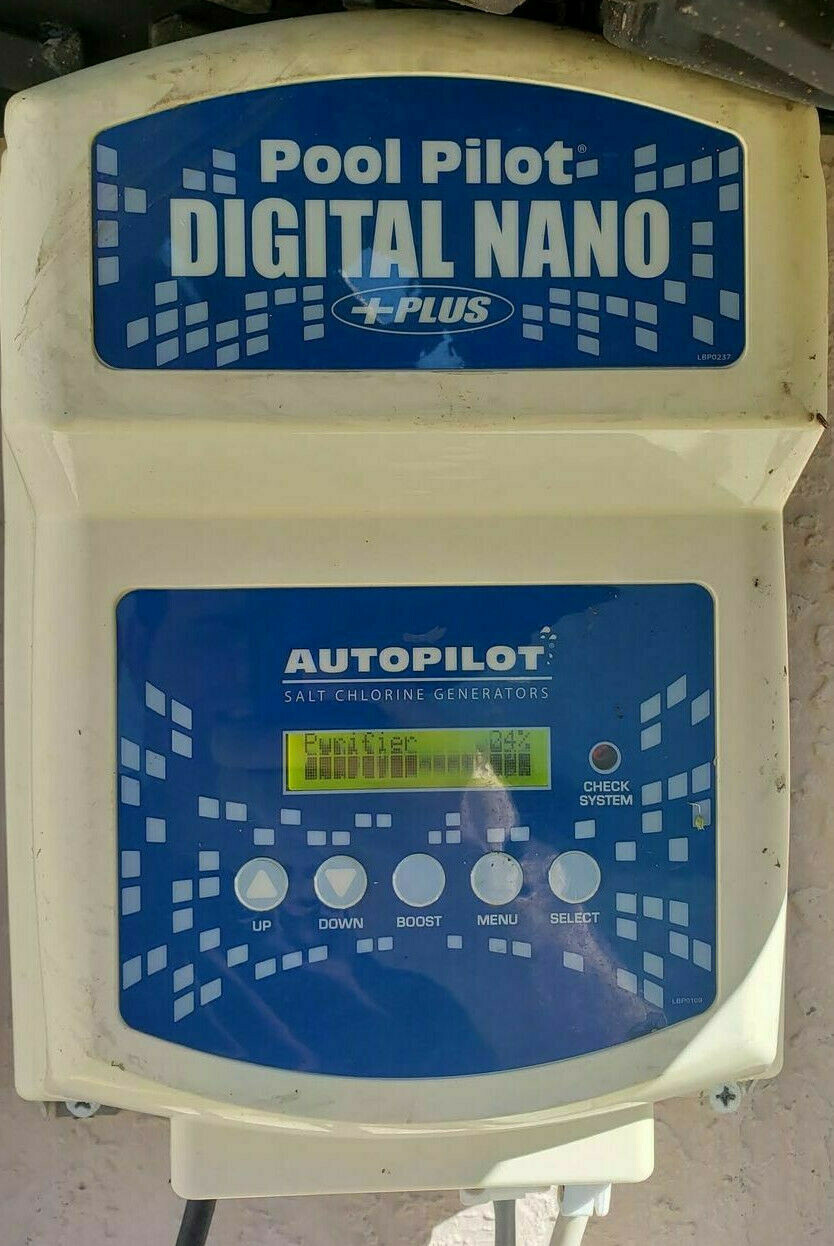 Pool Pilot®
DIGITAL NANO
+PLUS
LBP0237
AUTOPILOT®
SALT CHLORINE GENERATORS
Purifier 04%
CHECK
SYSTEM
UP
DOWN
BOOST
MENU
SELECT
LBP0109